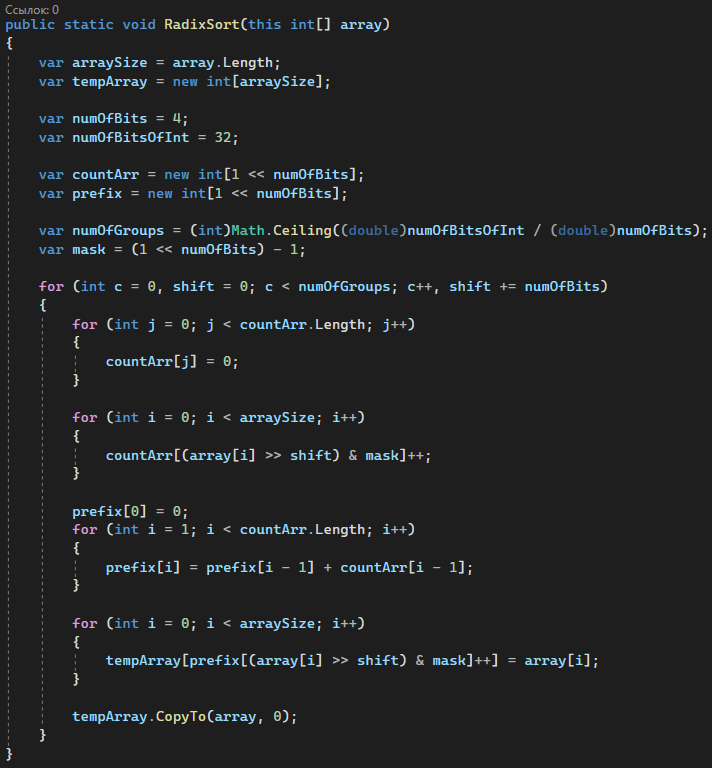 Ссылок: 0
public static void RadixSort(this int[] array)
{
    var arraySize = array.Length;
    var tempArray = new int[arraySize];

    var numOfBits = 4;
    var numOfBitsOfInt = 32;

    var countArr = new int[1 << numOfBits];
    var prefix = new int[1 << numOfBits];

    var numOfGroups = (int)Math.Ceiling((double)numOfBitsOfInt / (double)numOfBits);
    var mask = (1 << numOfBits) - 1;

    for (int c = 0, shift = 0; c < numOfGroups; c++, shift += numOfBits)
    {
        for (int j = 0; j < countArr.Length; j++)
        {
            countArr[j] = 0;
        }

        for (int i = 0; i < arraySize; i++)
        {
            countArr[(array[i] >> shift) & mask]++;
        }

        prefix[0] = 0;
        for (int i = 1; i < countArr.Length; i++)
        {
            prefix[i] = prefix[i - 1] + countArr[i - 1];
        }

        for (int i = 0; i < arraySize; i++)
        {
            tempArray[prefix[(array[i] >> shift) & mask]++] = array[i];
        }

        tempArray.CopyTo(array, 0);
    }
}